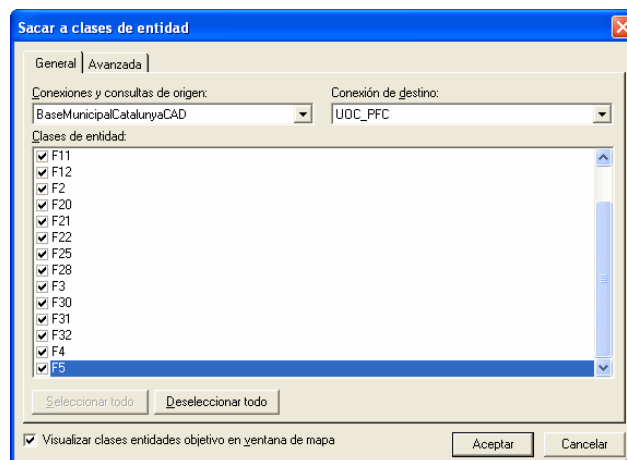 Sacar a clases de entidad
General Avanzada
Conexiones y consultas de origen: Conexión de destino:
BaseMunicipalCatalunyaCAD UOC_PFC
Clases de entidad:
F11
F12
F2
F20
F21
F22
F25
F28
F3
F30
F31
F32
F4
F5
Seleccionar todo Deseleccionar todo
Visualizar clases entidades objetivo en ventana de mapa Aceptar Cancelar